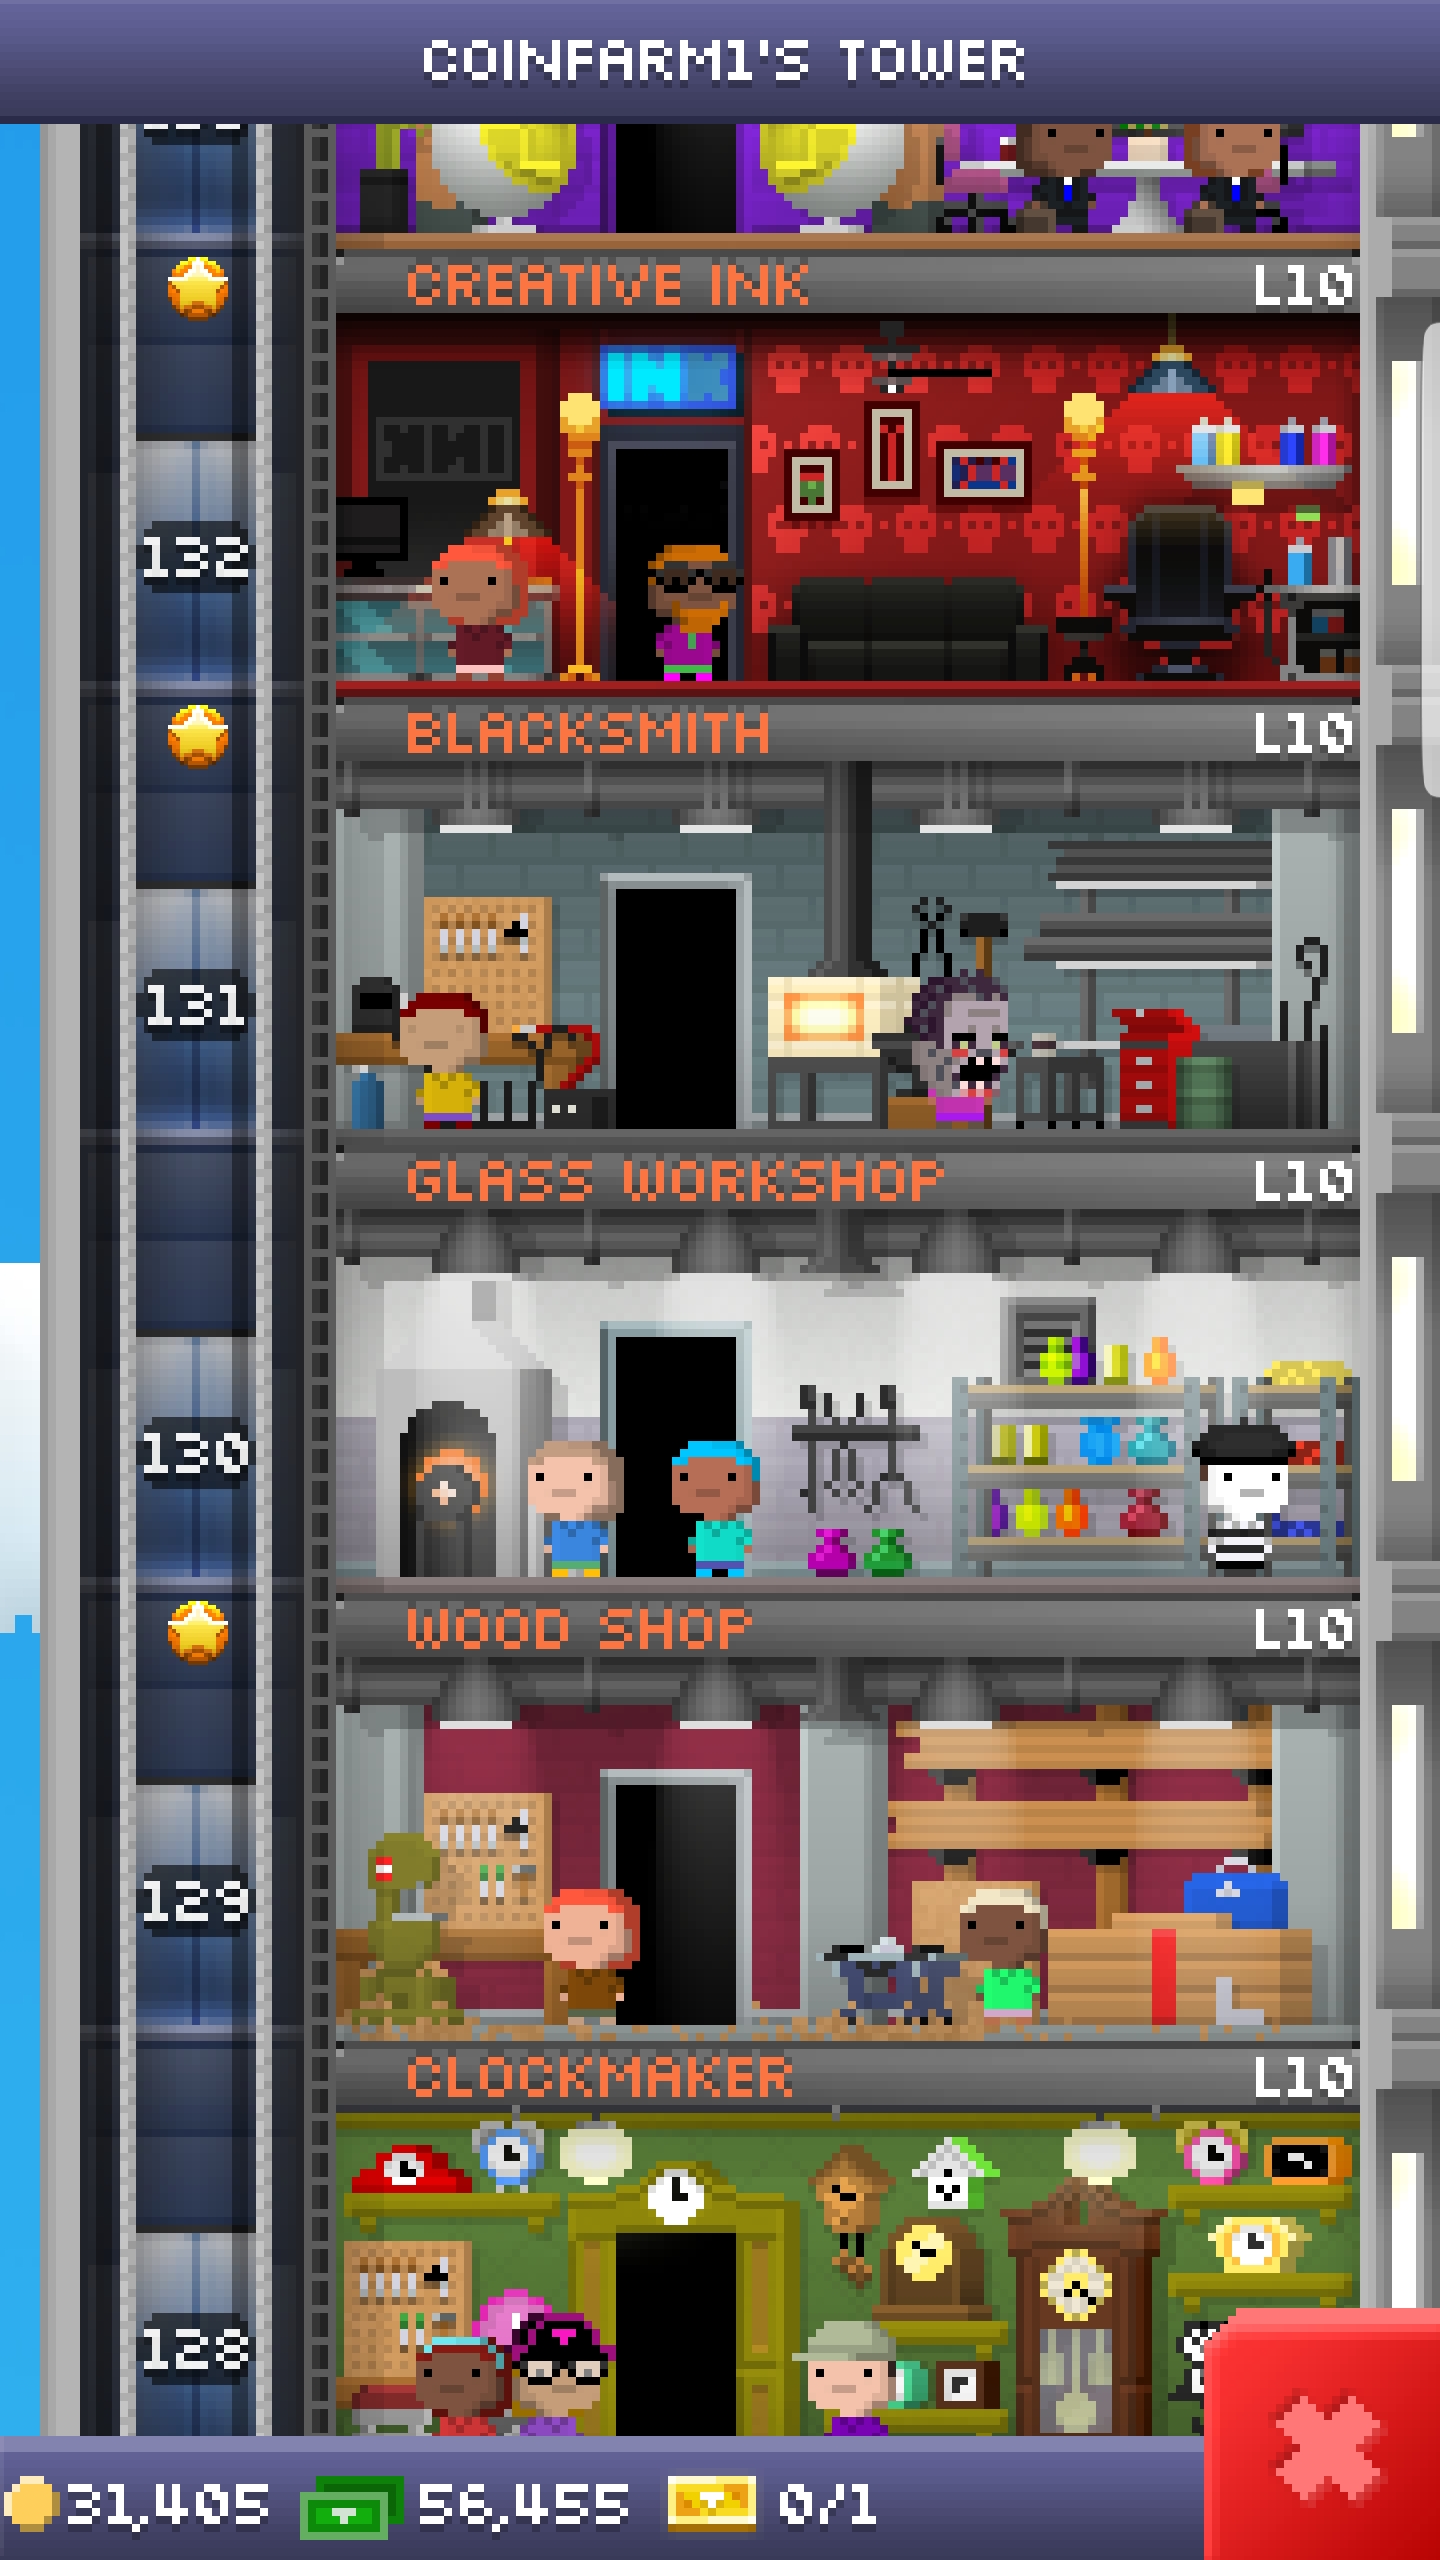 COINFARM1'S TOWER
CREATIVE INK L10
INK
132
BLACKSMITH L10
131
GLASS WORKSHOP L10
130
WOOD SHOP L10
129
CLOCKMAKER L10
128
31,405 56,455 0/1